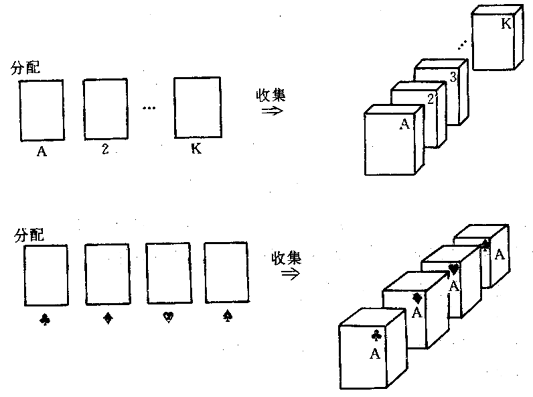 分配
A 2 ... K
收集
⇒
A 2 3 ... K
分配
♣ ♦ ♥ ♠
收集
⇒
♣ A
♦ A
♥ A
♠ A